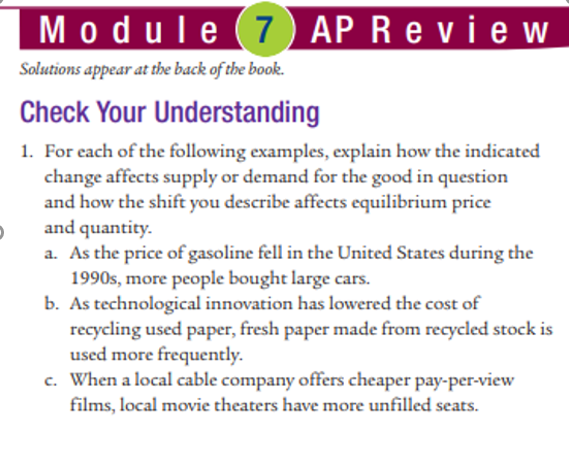 Module 7 AP Review
Solutions appear at the back of the book.
Check Your Understanding
1. For each of the following examples, explain how the indicated
change affects supply or demand for the good in question
and how the shift you describe affects equilibrium price
and quantity.
a. As the price of gasoline fell in the United States during the
1990s, more people bought large cars.
b. As technological innovation has lowered the cost of
recycling used paper, fresh paper made from recycled stock is
used more frequently.
c. When a local cable company offers cheaper pay-per-view
films, local movie theaters have more unfilled seats.